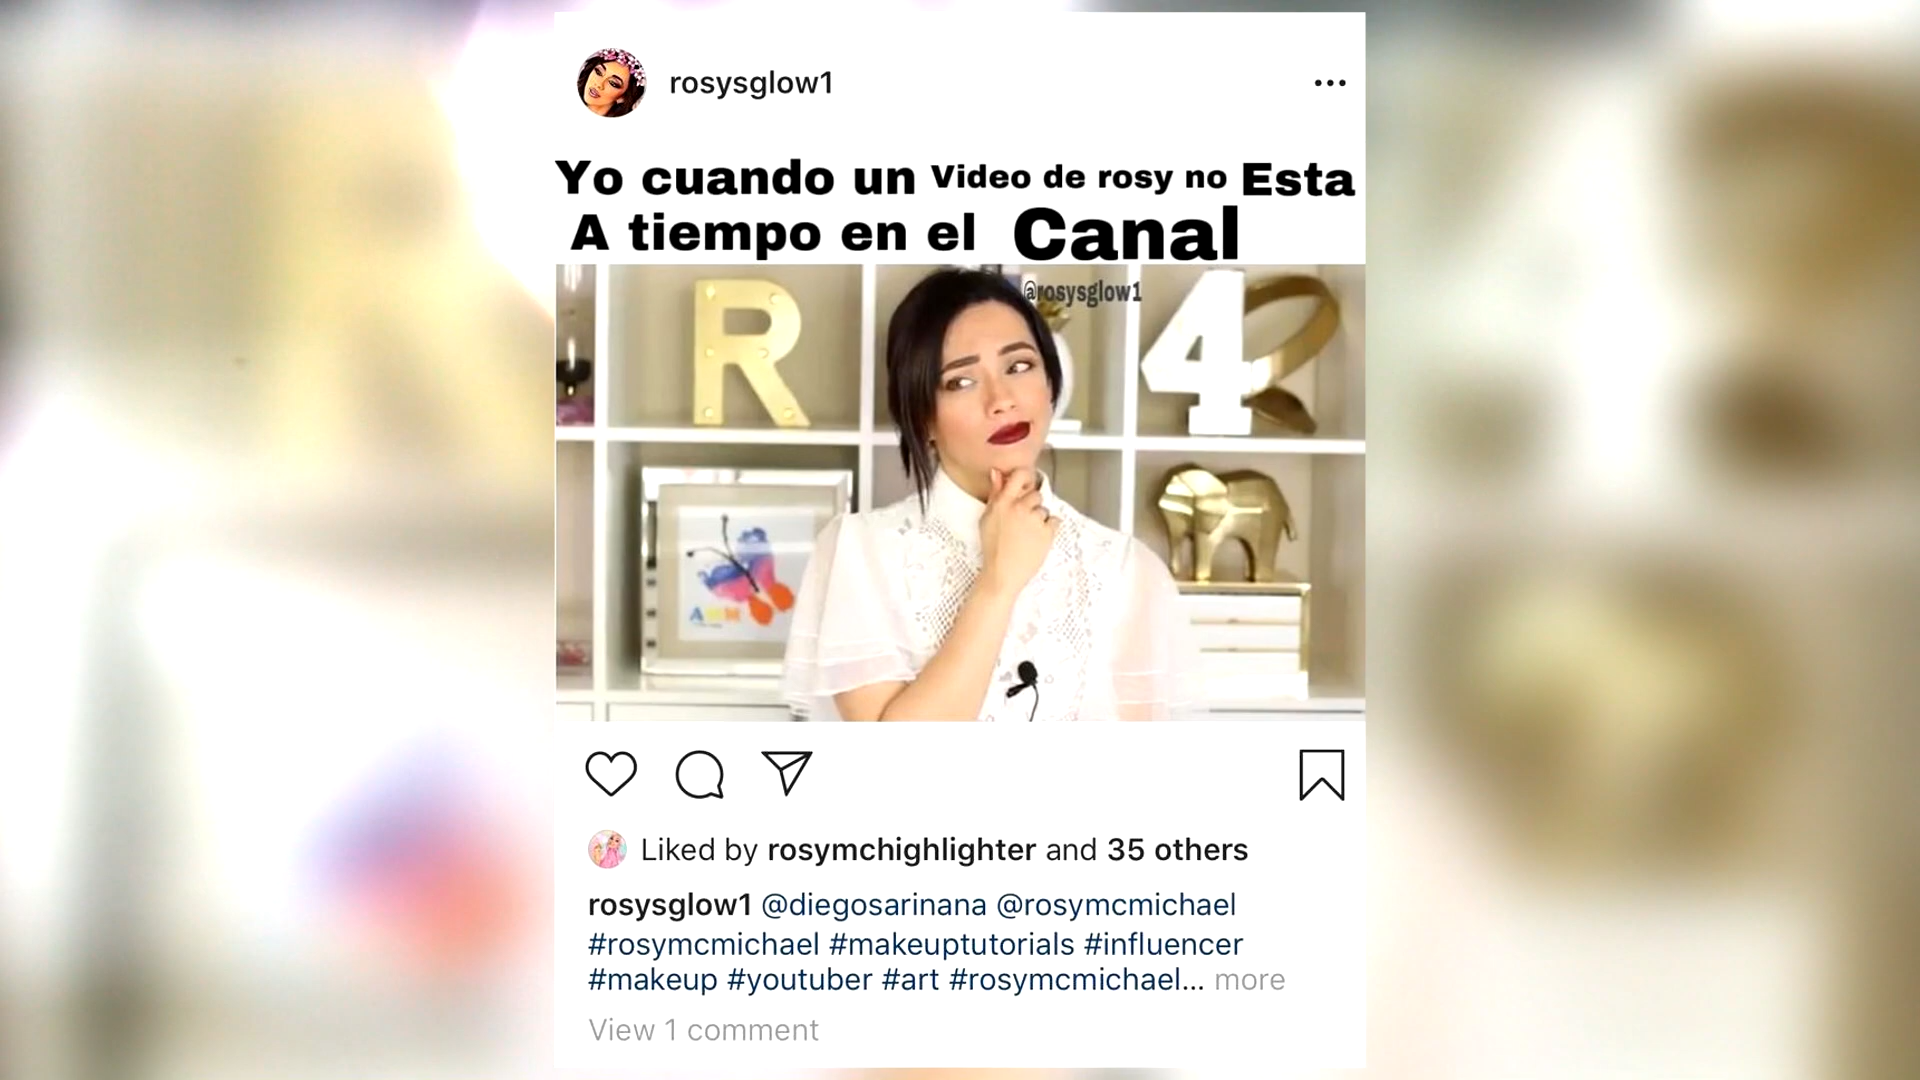 rosysglow1
Yo cuando un Video de rosy no Esta
A tiempo en el Canal
@rosysglow1
R
4
Liked by rosymchighlighter and 35 others
rosysglow1 @diegosarinana @rosymcmichael
#rosymcmichael #makeuptutorials #influencer
#makeup #youtuber #art #rosymcmichael... more
View 1 comment